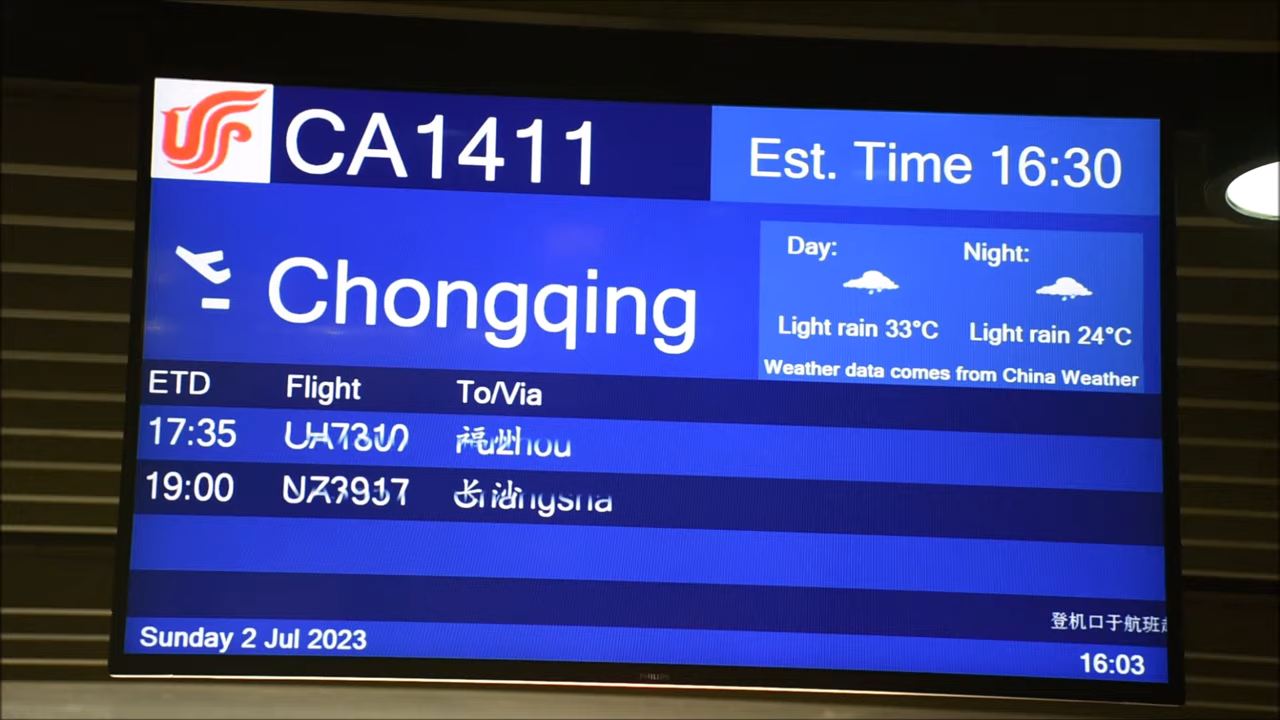 CA1411
Est. Time 16:30
Chongqing
Day:
Night:
Light rain 33°C
Light rain 24°C
Weather data comes from China Weather
ETD Flight To/Via
17:35
19:00
登机口于航班
Sunday 2 Jul 2023
16:03
PHILIPS